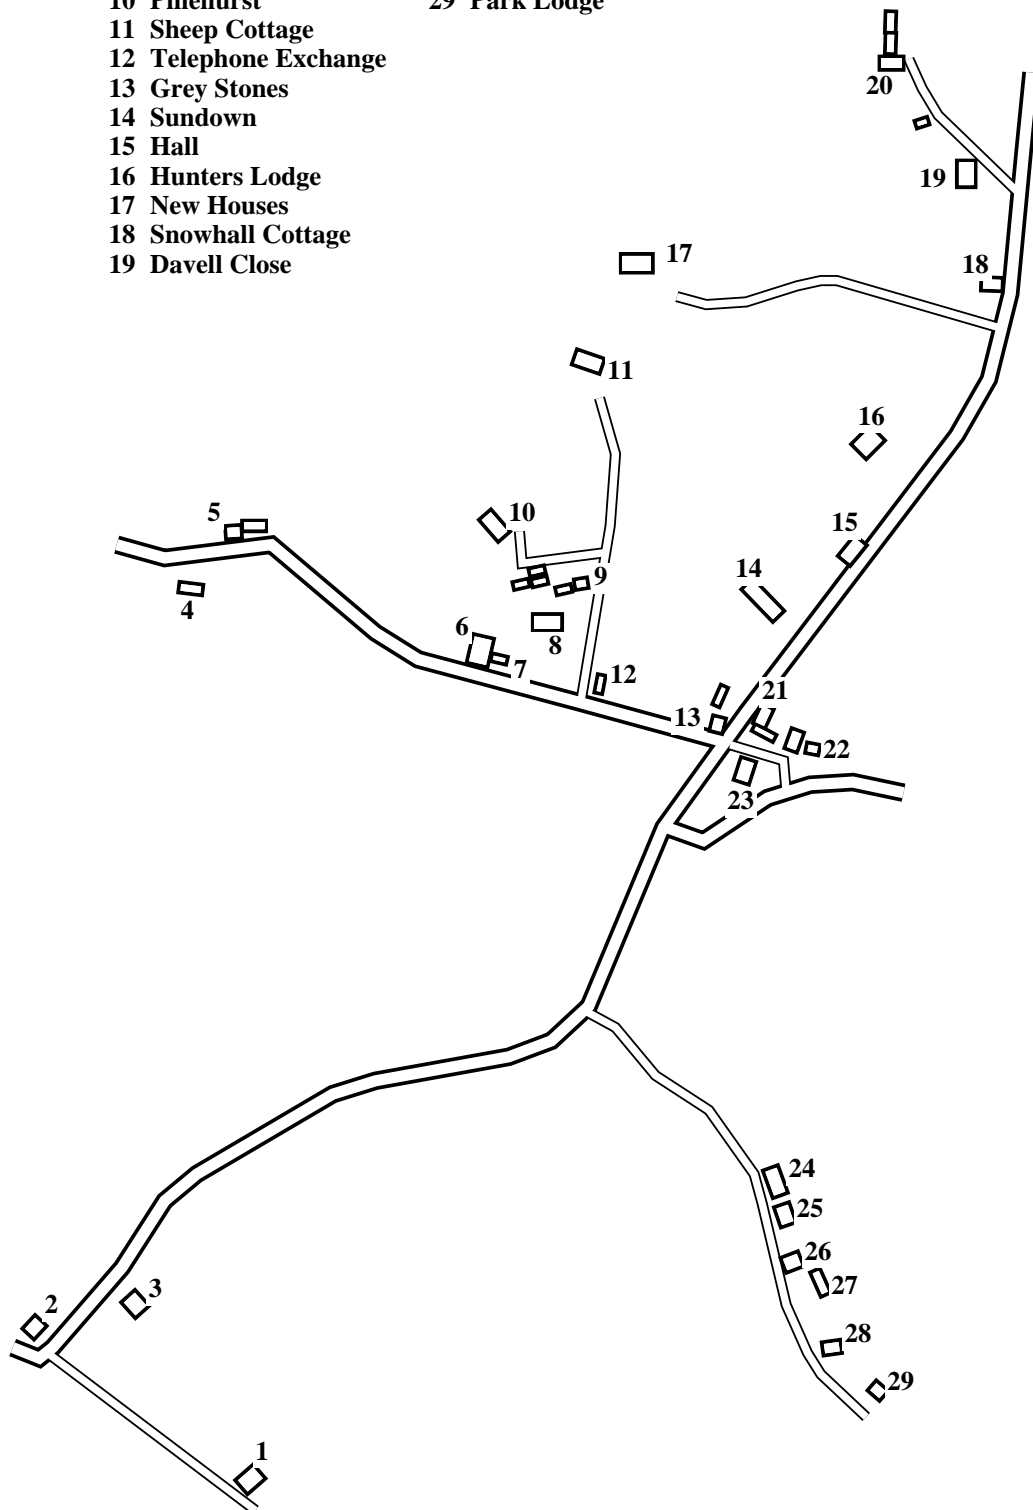 10 Pinehurst
29 Park Lodge
11 Sheep Cottage
12 Telephone Exchange
13 Grey Stones
14 Sundown
15 Hall
16 Hunters Lodge
17 New Houses
18 Snowhall Cottage
19 Davell Close
20
19
17
18
11
16
5
10
15
4
9
14
6
8
7
12
21
13
22
23
24
25
26
27
3
2
28
29
1